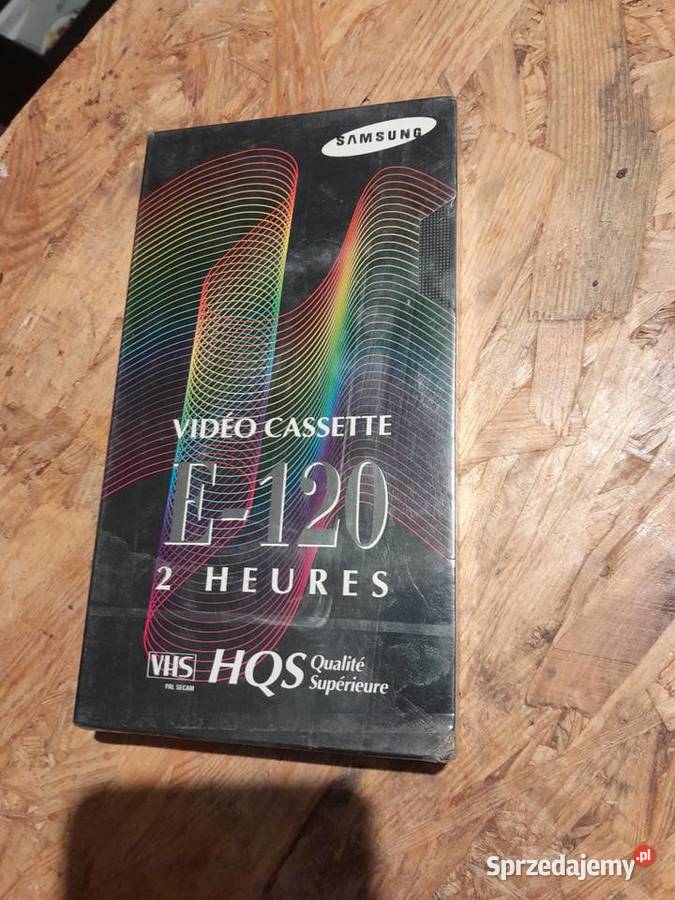 SAMSUNG
VIDÉO CASSETTE
E-120
2 HEURES
VHS
PAL SECAM
HQS
Qualité
Supérieure
Sprzedajemy.pl